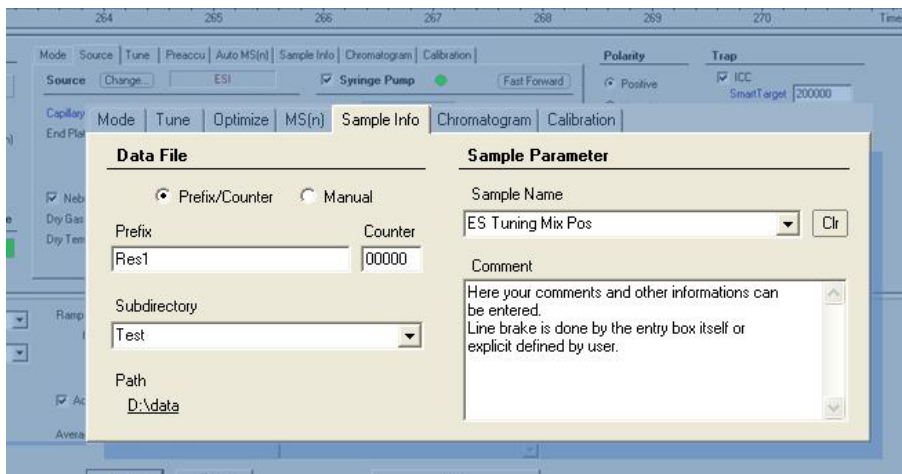 264 265 266 267 268 269 270 Time
Mode Source Tune Preaccu Auto MS(n) Sample Info Chromatogram Calibration
Polarity Trap
Source Change... ESI Syringe Pump Fast Forward
Positive ICC
SmartTarget 200000
Capillary
End Plat
Neb
Dry Gas
Dry Tem
Ramp
Ac
Avera
Mode Tune Optimize MS(n) Sample Info Chromatogram Calibration
Data File
Prefix/Counter Manual
Prefix Counter
Res1 00000
Subdirectory
Test
Path
D:\data
Sample Parameter
Sample Name
ES Tuning Mix Pos Clr
Comment
Here your comments and other informations can
be entered.
Line brake is done by the entry box itself or
explicit defined by user.